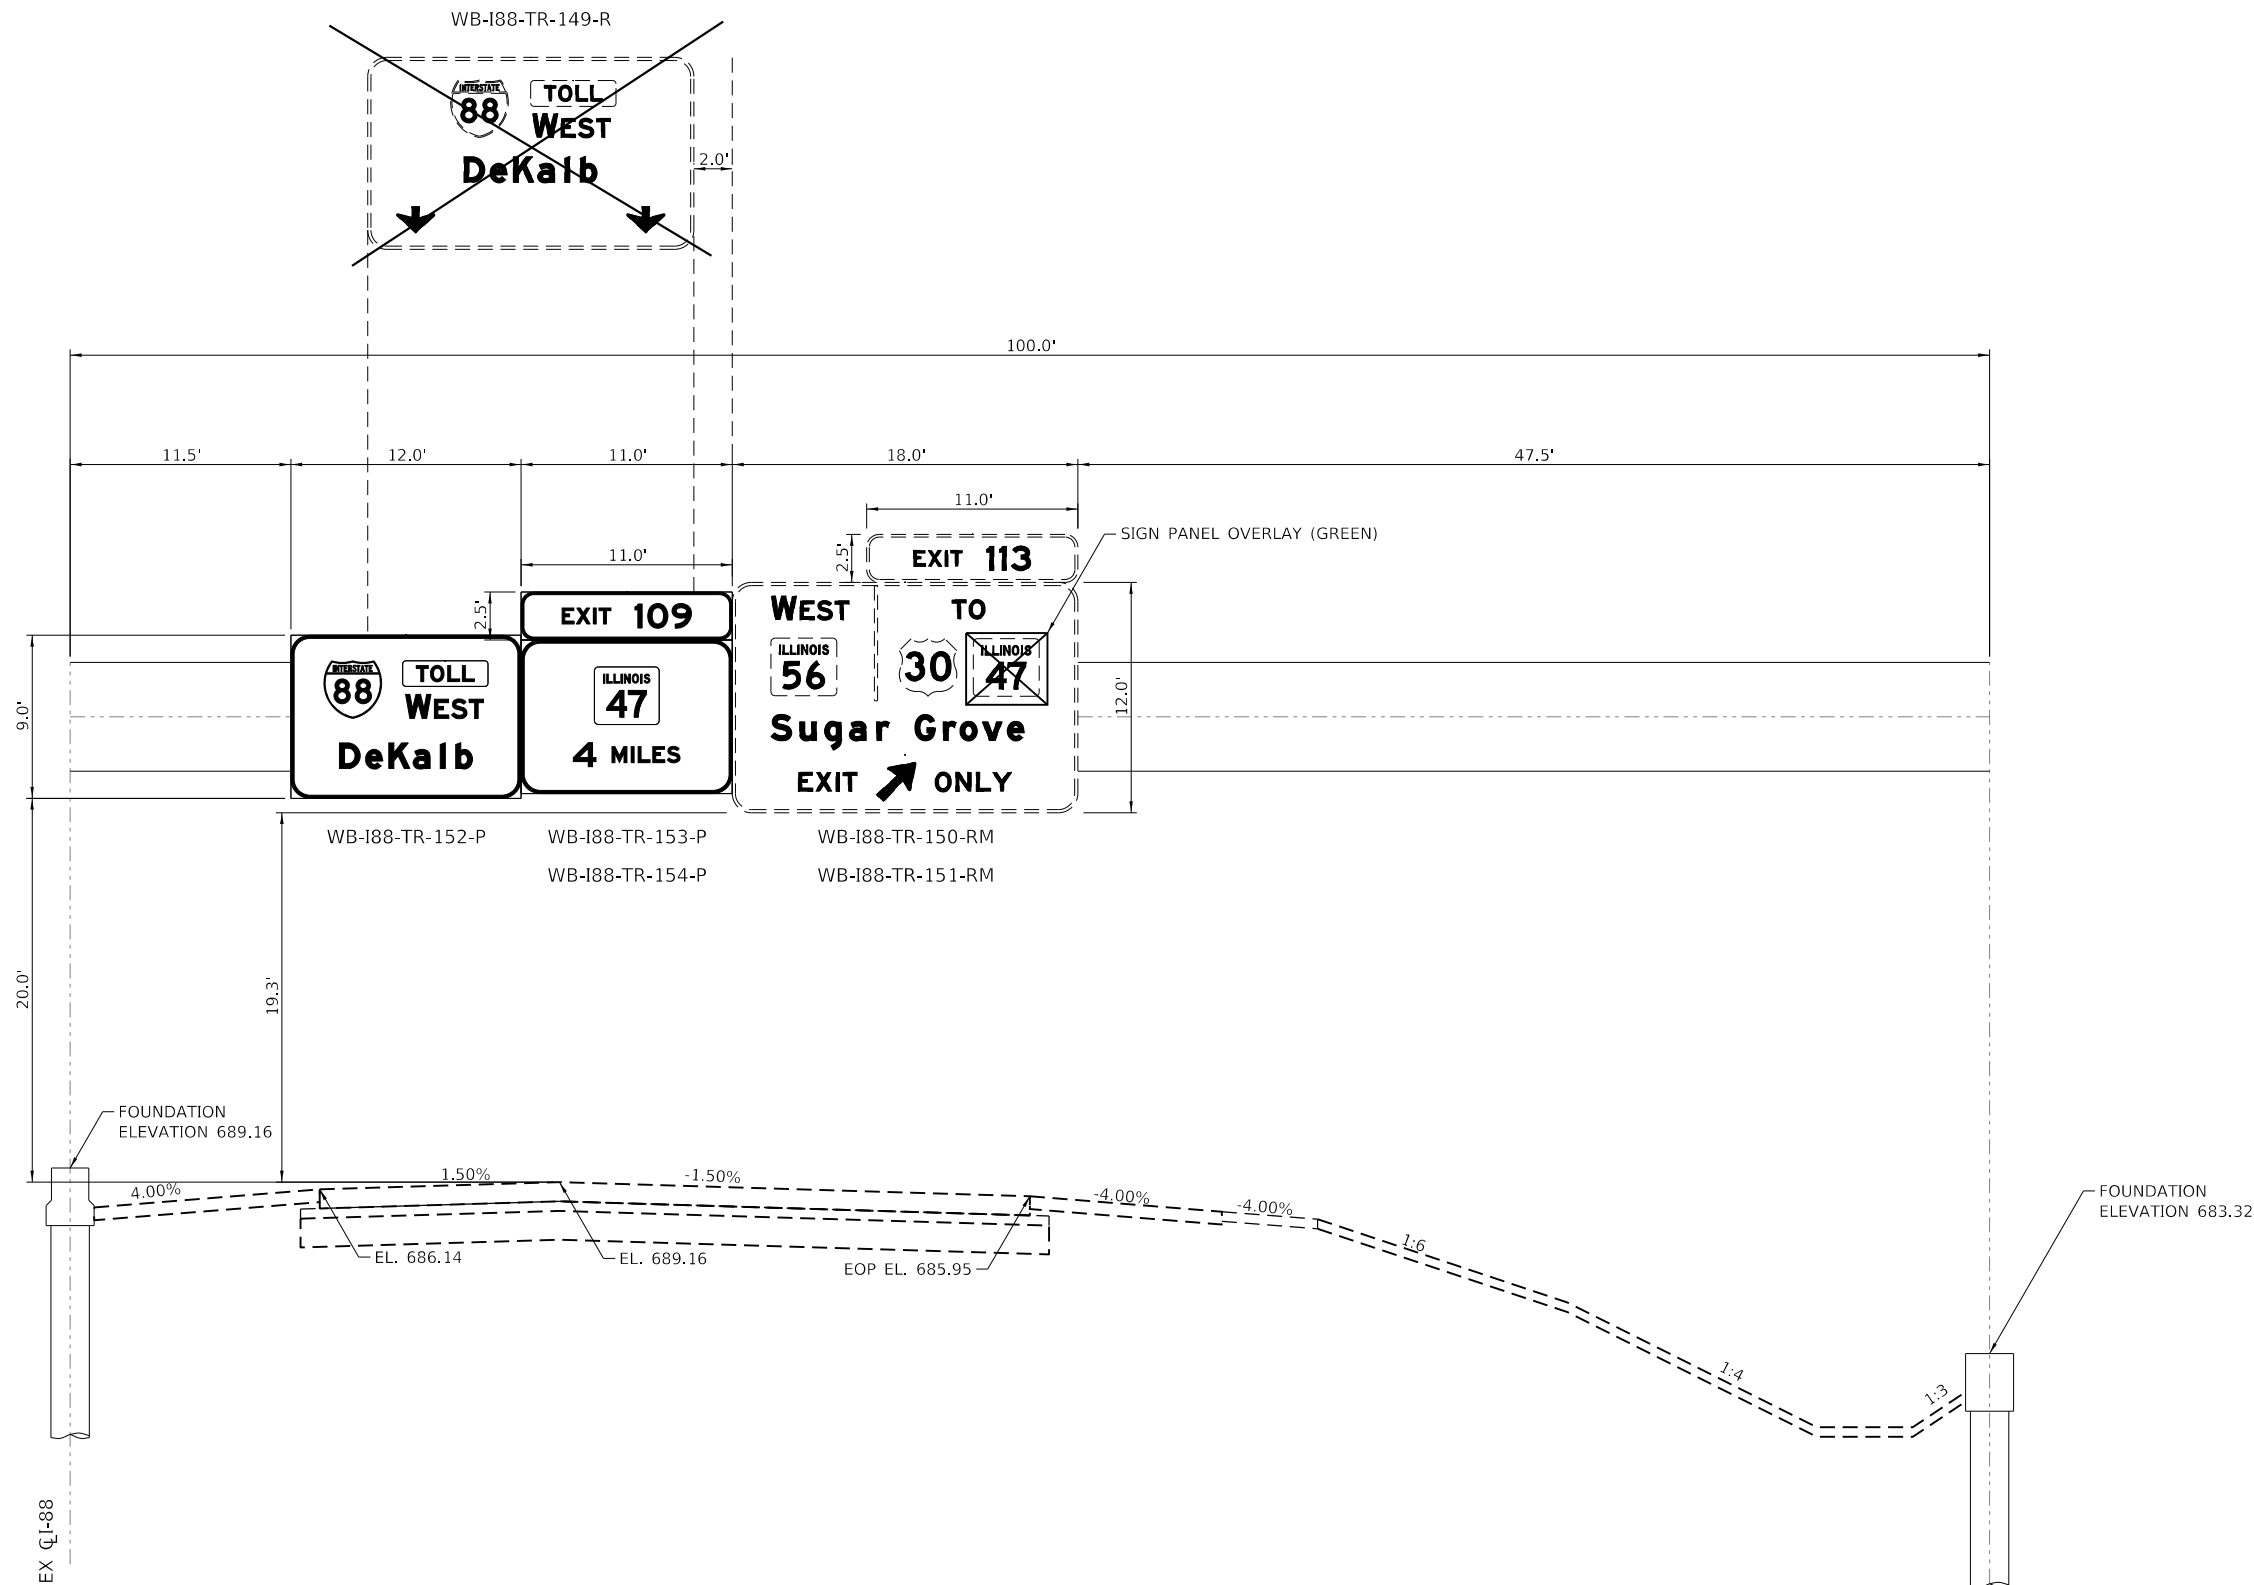 WB-I88-TR-149-R
INTERSTATE
88
TOLL
WEST
DeKalb
2.0'
100.0'
11.5'
12.0'
11.0'
18.0'
47.5'
11.0'
SIGN PANEL OVERLAY (GREEN)
11.0'
2.5'
EXIT 113
2.5'
EXIT 109
WEST
TO
INTERSTATE
88
TOLL
WEST
DeKalb
ILLINOIS
47
4 MILES
ILLINOIS
56
30
ILLINOIS
47
Sugar Grove
EXIT ONLY
9.0'
12.0'
WB-I88-TR-152-P
WB-I88-TR-153-P
WB-I88-TR-154-P
WB-I88-TR-150-RM
WB-I88-TR-151-RM
20.0'
19.3'
FOUNDATION
ELEVATION 689.16
4.00%
1.50%
-1.50%
-4.00%
-4.00%
FOUNDATION
ELEVATION 683.32
EL. 686.14
EL. 689.16
EOP EL. 685.95
1:6
1:4
1:3
EX ℄ I-88